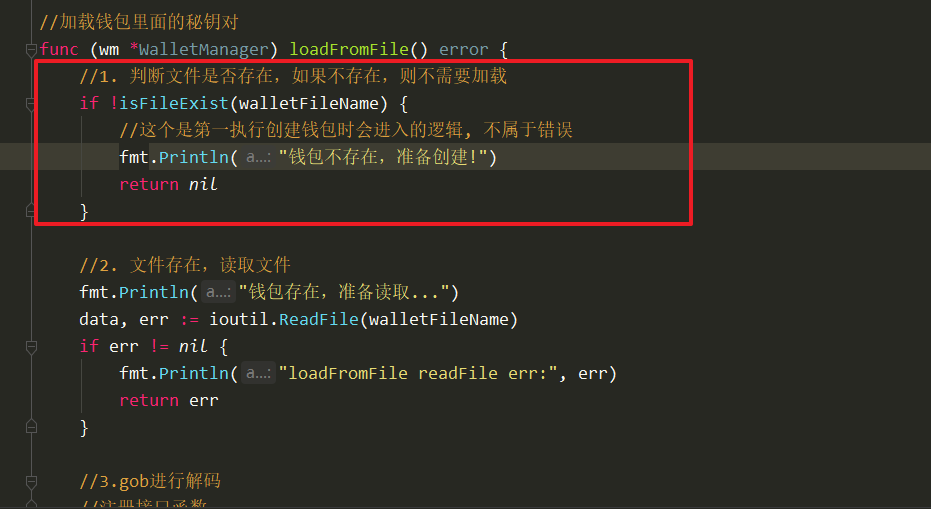 //加载钱包里面的秘钥对
func (wm *WalletManager) loadFromFile() error {
//1. 判断文件是否存在，如果不存在，则不需要加载
if !isFileExist(walletFileName) {
//这个是第一执行创建钱包时会进入的逻辑, 不属于错误
fmt.Println( a...: "钱包不存在，准备创建!")
return nil
}
//2. 文件存在，读取文件
fmt.Println( a...: "钱包存在，准备读取...")
data, err := ioutil.ReadFile(walletFileName)
if err != nil {
fmt.Println( a...: "loadFromFile readFile err:", err)
return err
}
//3.gob进行解码
//注册接口函数